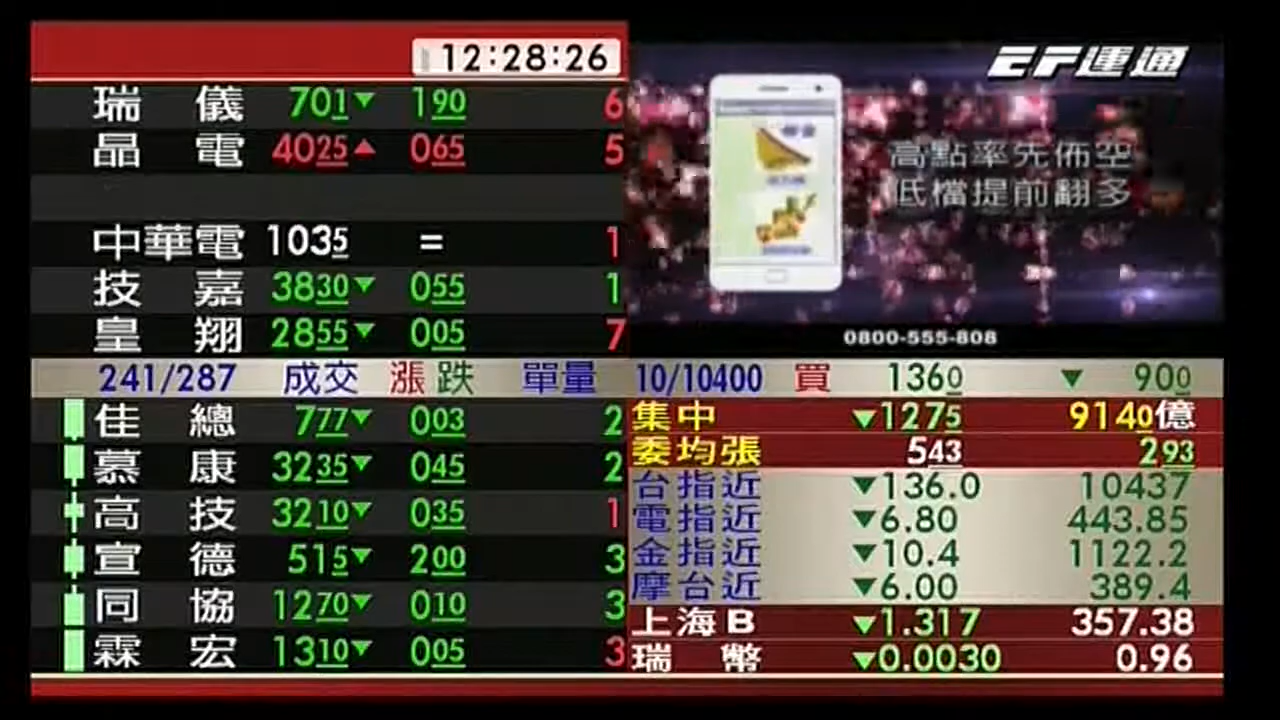 12:28:26
瑞儀 701▼ 190 6
晶電 4025▲ 065 5
中華電 1035 = 1
技嘉 3830▼ 055 1
皇翔 2855▼ 005 7
241/287 成交 漲跌 單量
佳總 777▼ 003 2
慕康 3235▼ 045 2
高技 3210▼ 035 1
宣德 515▼ 200 3
同協 1270▼ 010 3
霖宏 1310▼ 005 3
運通
高點率先佈空
低檔提前翻多
0800-555-808
10/10400 買 1360 ▼ 900
集中 ▼1275 9140億
委均張 543 293
台指近 ▼136.0 10437
電指近 ▼6.80 443.85
金指近 ▼10.4 1122.2
摩台近 ▼6.00 389.4
上海B ▼1.317 357.38
瑞幣 ▼0.0030 0.96